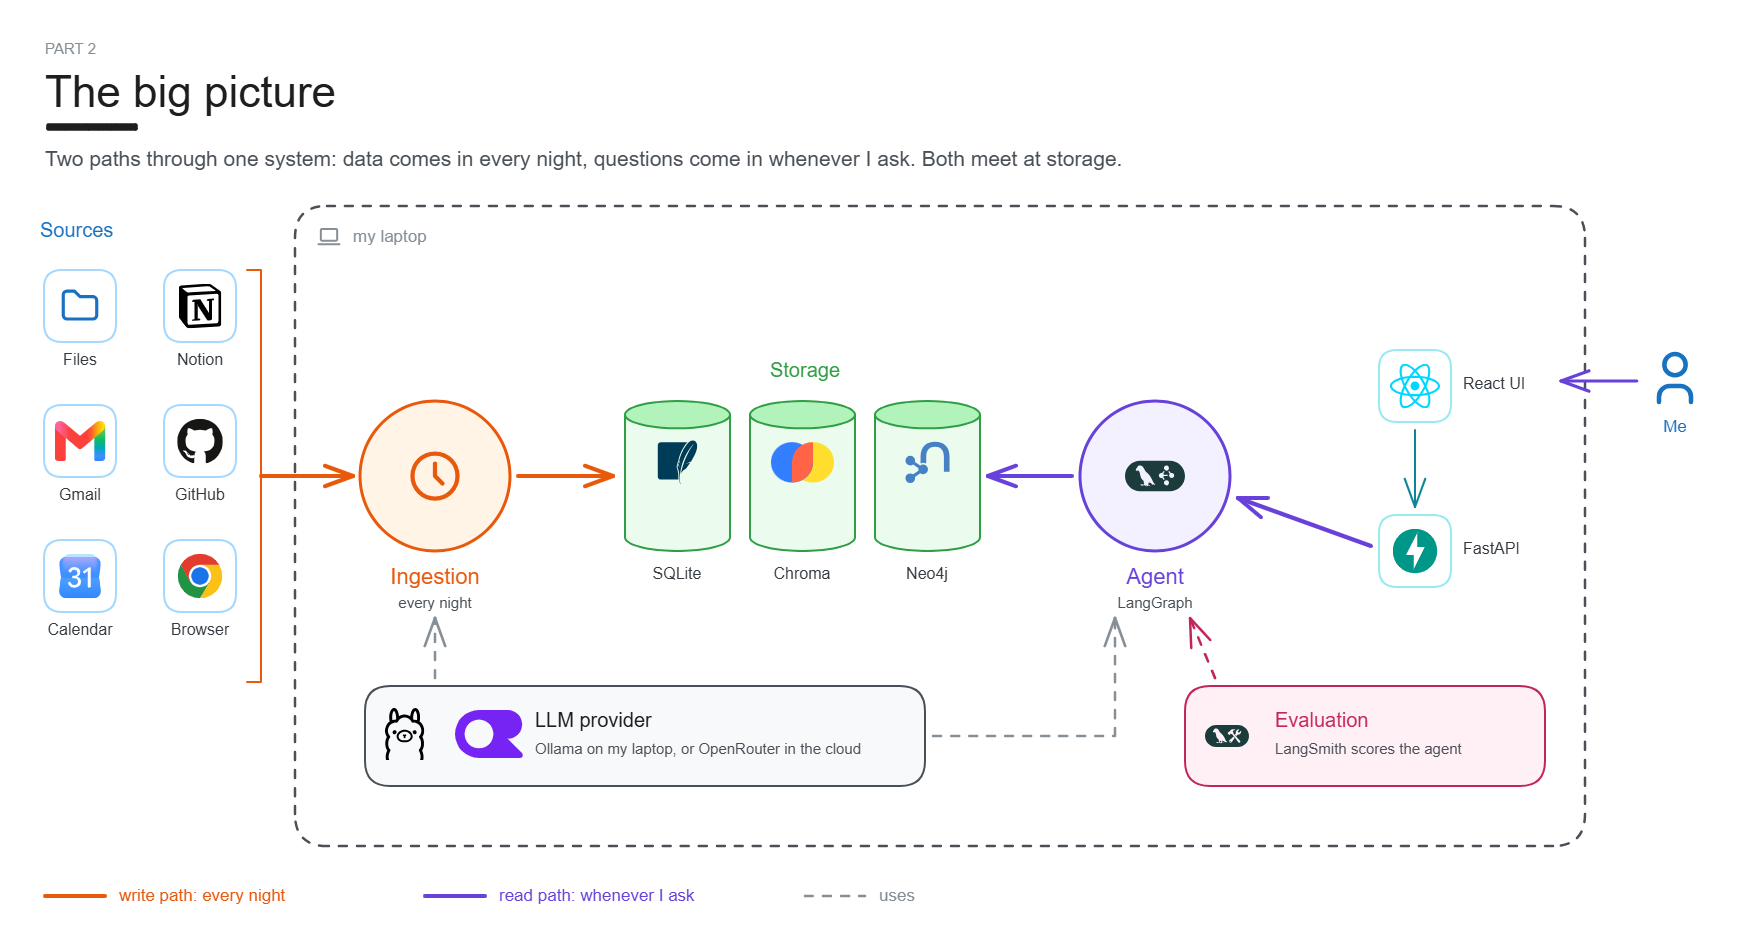 PART 2
The big picture
Two paths through one system: data comes in every night, questions come in whenever I ask. Both meet at storage.
Sources
my laptop
Files
Notion
Gmail
GitHub
31
Calendar
Browser
Ingestion
every night
Storage
SQLite
Chroma
Neo4j
Agent
LangGraph
React UI
FastAPI
Me
LLM provider
Ollama on my laptop, or OpenRouter in the cloud
Evaluation
LangSmith scores the agent
write path: every night
read path: whenever I ask
uses